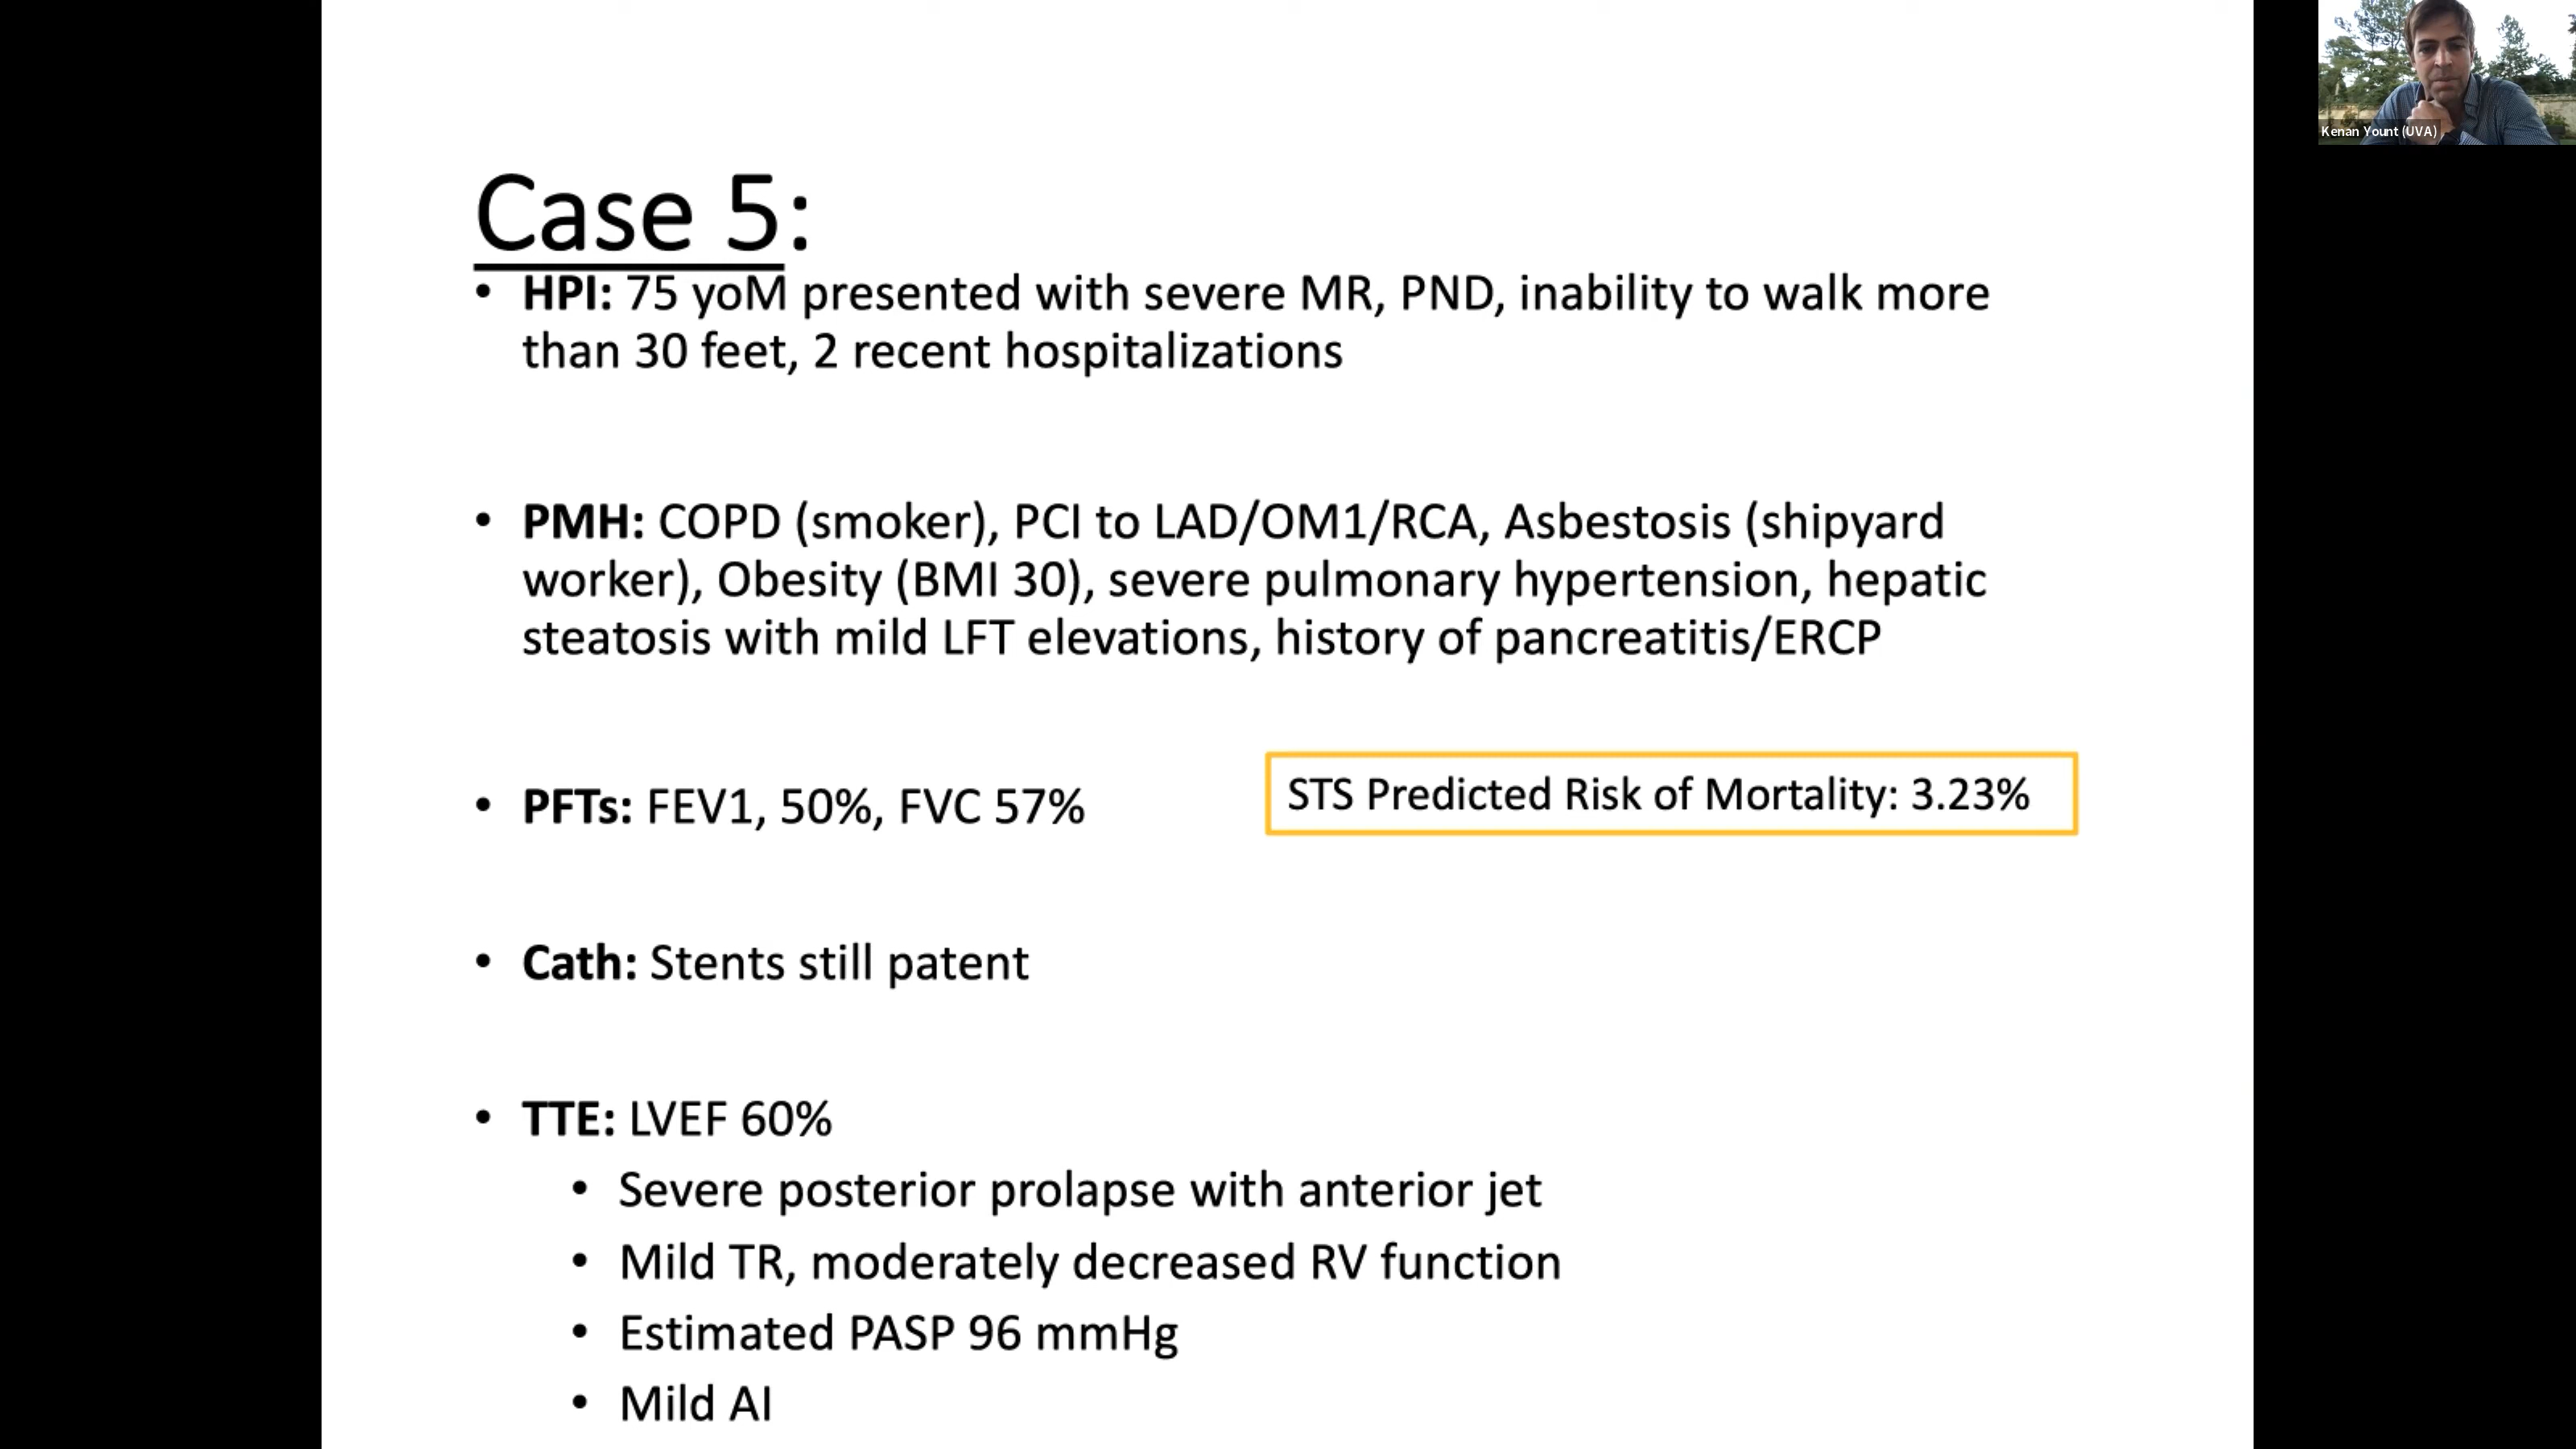 Kenan Yount (UVA)
Case 5:
• HPI: 75 yoM presented with severe MR, PND, inability to walk more
than 30 feet, 2 recent hospitalizations
• PMH: COPD (smoker), PCI to LAD/OM1/RCA, Asbestosis (shipyard
worker), Obesity (BMI 30), severe pulmonary hypertension, hepatic
steatosis with mild LFT elevations, history of pancreatitis/ERCP
• PFTs: FEV1, 50%, FVC 57%
STS Predicted Risk of Mortality: 3.23%
• Cath: Stents still patent
• TTE: LVEF 60%
• Severe posterior prolapse with anterior jet
• Mild TR, moderately decreased RV function
• Estimated PASP 96 mmHg
• Mild AI